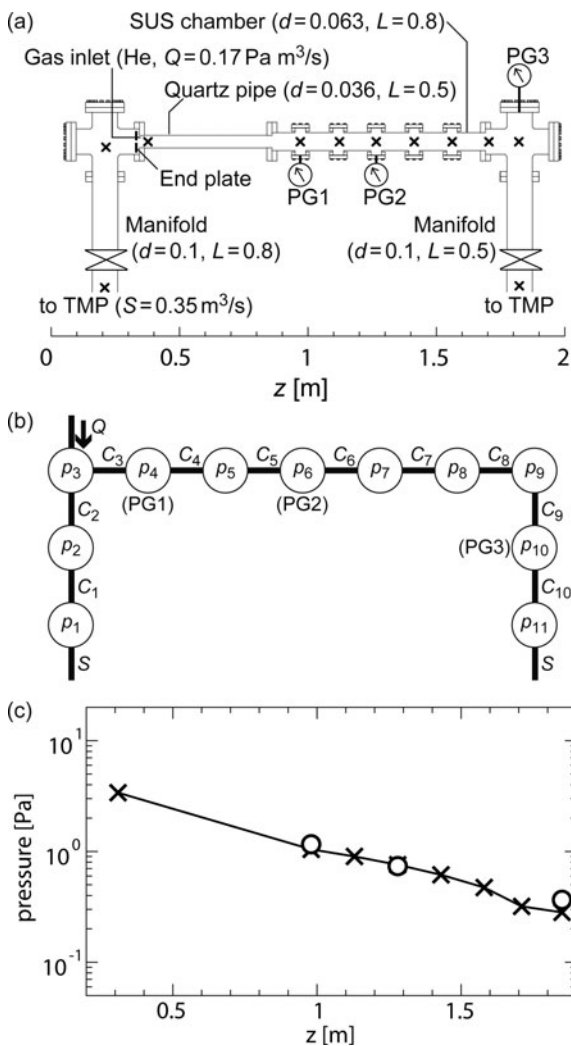 (a)
SUS chamber (d=0.063, L=0.8)
Gas inlet (He, Q=0.17 Pa m³/s)
PG3
Quartz pipe (d=0.036, L=0.5)
End plate
PG1
PG2
Manifold
(d=0.1, L=0.8)
Manifold
(d=0.1, L=0.5)
to TMP (S=0.35 m³/s)
to TMP
0 0.5 1 1.5 2
z [m]
(b)
Q
p₃ C₃ p₄ C₄ p₅ C₅ p₆ C₆ p₇ C₇ p₈ C₈ p₉
(PG1) (PG2)
C₂ C₉
p₂ (PG3) p₁₀
C₁ C₁₀
p₁ p₁₁
S S
(c)
10¹
10⁰
10⁻¹
pressure [Pa]
0.5 1 1.5
z [m]